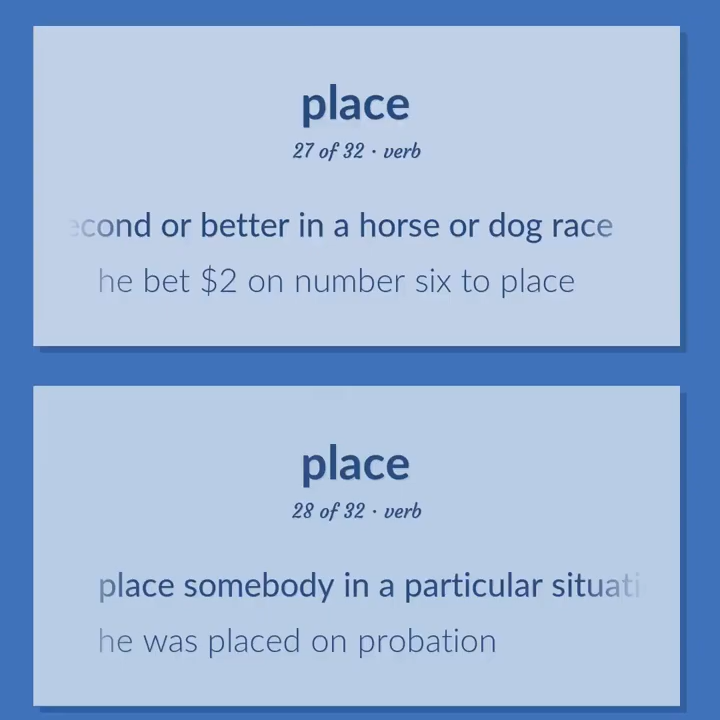 place
27 of 32 · verb
econd or better in a horse or dog race
he bet $2 on number six to place
place
28 of 32 · verb
place somebody in a particular situati
he was placed on probation